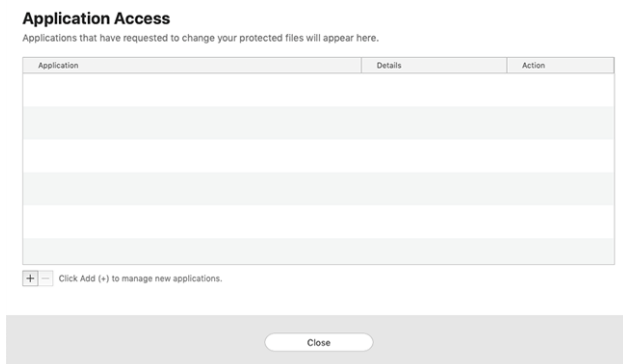 Application Access
Applications that have requested to change your protected files will appear here.
Application Details Action
+ − Click Add (+) to manage new applications.
Close